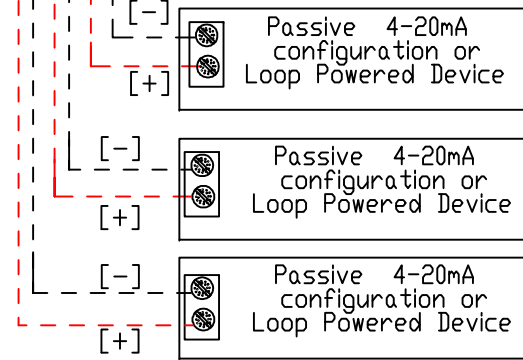 [-]
Passive 4-20mA
configuration or
Loop Powered Device
[+]
[-]
Passive 4-20mA
configuration or
Loop Powered Device
[+]
[-]
Passive 4-20mA
configuration or
Loop Powered Device
[+]